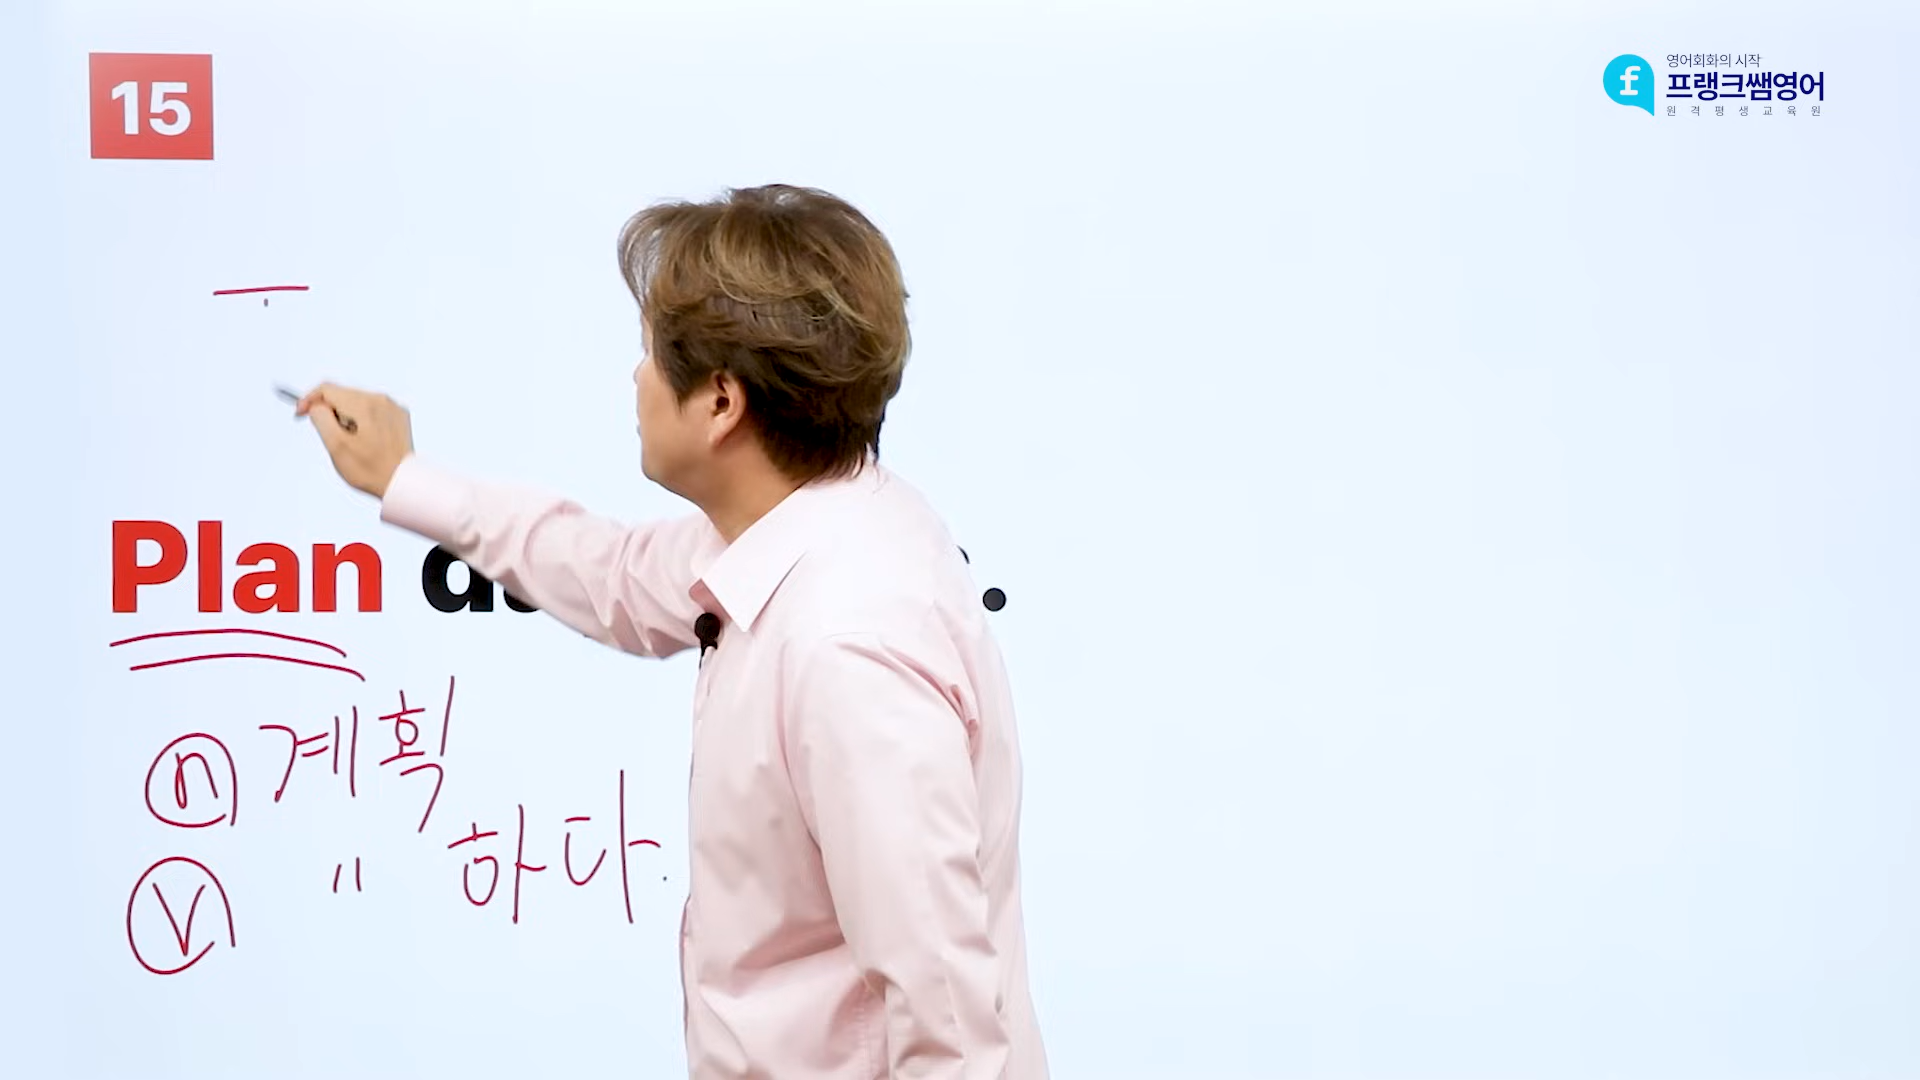 15
영어회화의 시작
프랭크쌤영어
원격평생교육원
Plan
n 계획
v " 하다.